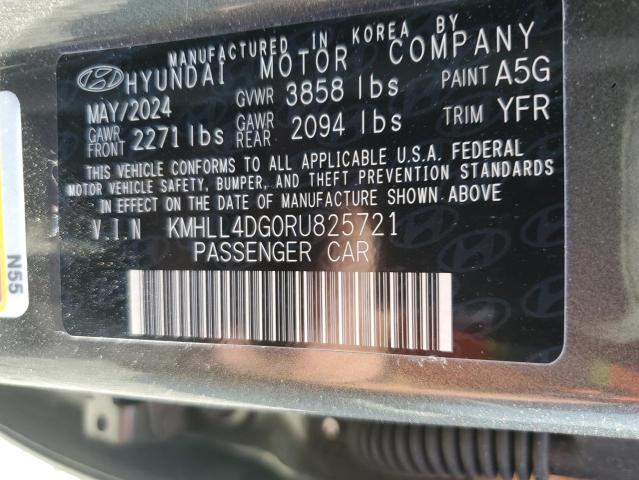 MANUFACTURED IN KOREA BY
HYUNDAI MOTOR COMPANY
MAY/2024 GVWR 3858 lbs PAINT A5G
GAWR FRONT 2271 lbs GAWR REAR 2094 lbs TRIM YFR
THIS VEHICLE CONFORMS TO ALL APPLICABLE U.S.A. FEDERAL
MOTOR VEHICLE SAFETY, BUMPER, AND THEFT PREVENTION STANDARDS
IN EFFECT ON THE DATE OF MANUFACTURE SHOWN ABOVE
V.I.N KMHLL4DG0RU825721
PASSENGER CAR
N55